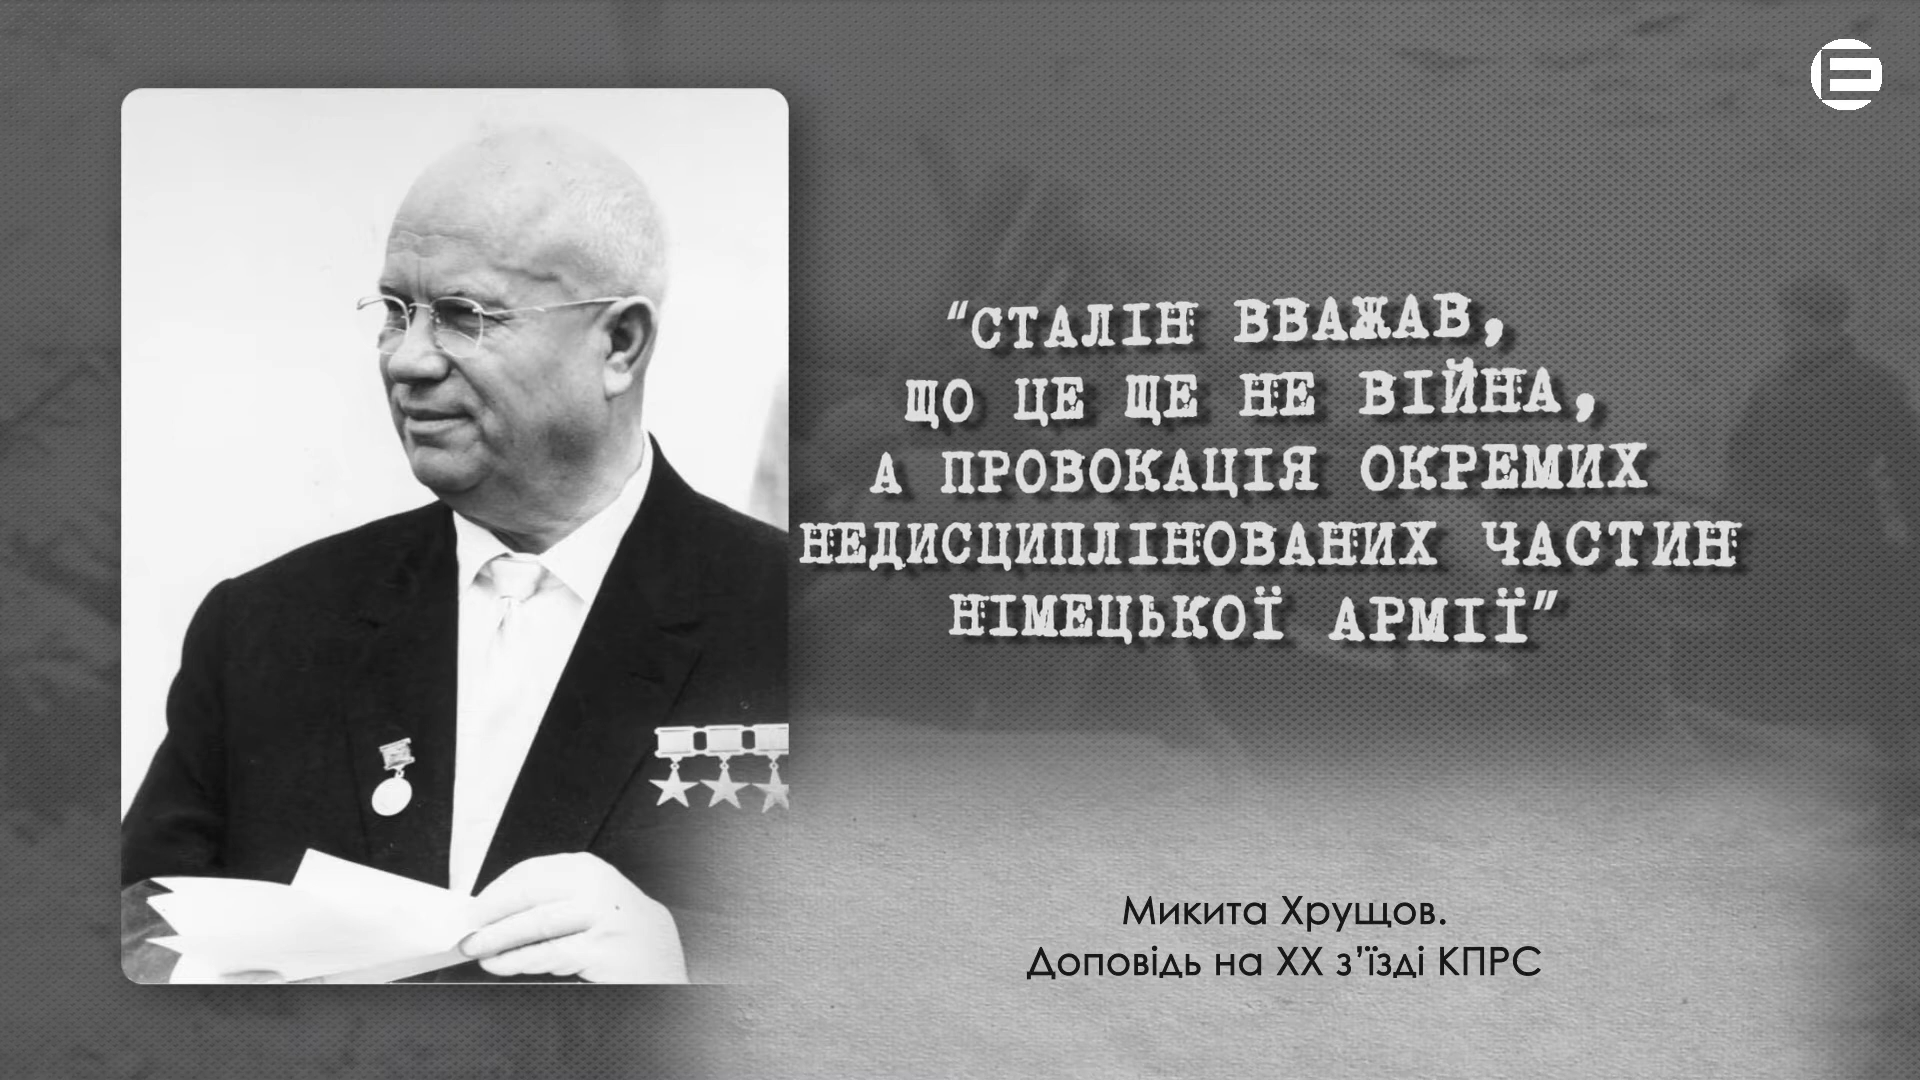 “СТАЛІН ВВАЖАВ,
ЩО ЦЕ ЩЕ НЕ ВІЙНА,
А ПРОВОКАЦІЯ ОКРЕМИХ
НЕДИСЦИПЛІНОВАНИХ ЧАСТИН
НІМЕЦЬКОЇ АРМІЇ”
Микита Хрущов.
Доповідь на ХХ з’їзді КПРС